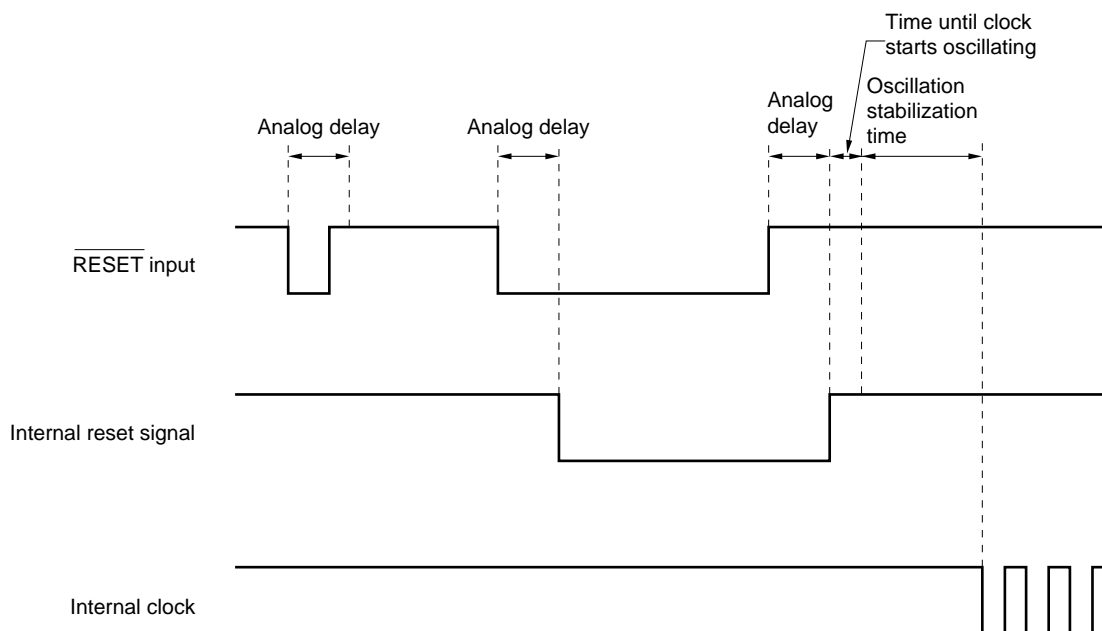 Time until clock
starts oscillating
Analog
delay
Oscillation
stabilization
time
Analog delay
Analog delay
RESET input
Internal reset signal
Internal clock